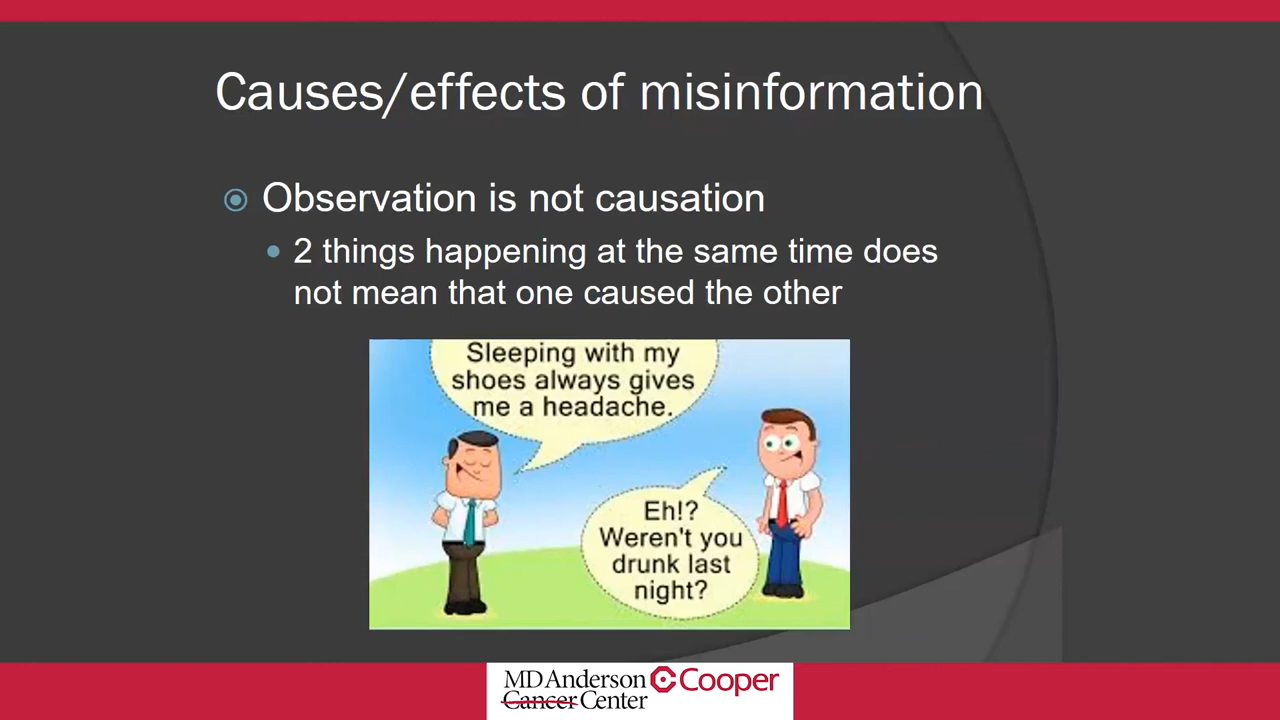 Causes/effects of misinformation
Observation is not causation
2 things happening at the same time does
not mean that one caused the other
Sleeping with my
shoes always gives
me a headache.
Eh!?
Weren't you
drunk last
night?
MD Anderson
Cancer Center
Cooper